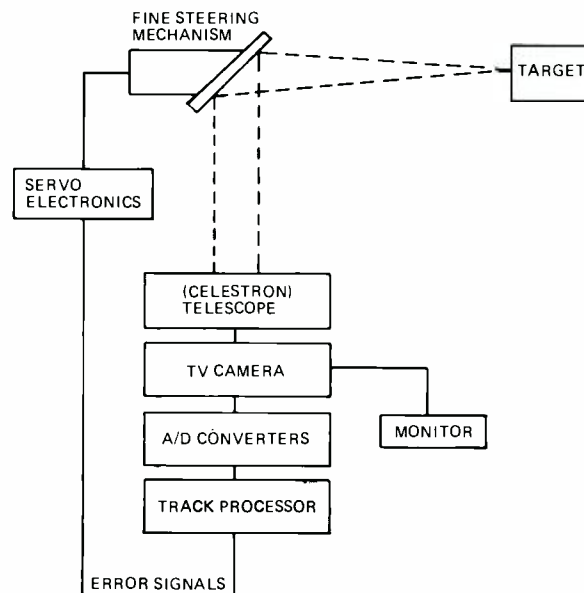 FINE STEERING
MECHANISM
TARGET
SERVO
ELECTRONICS
(CELESTRON)
TELESCOPE
TV CAMERA
MONITOR
A/D CONVERTERS
TRACK PROCESSOR
ERROR SIGNALS